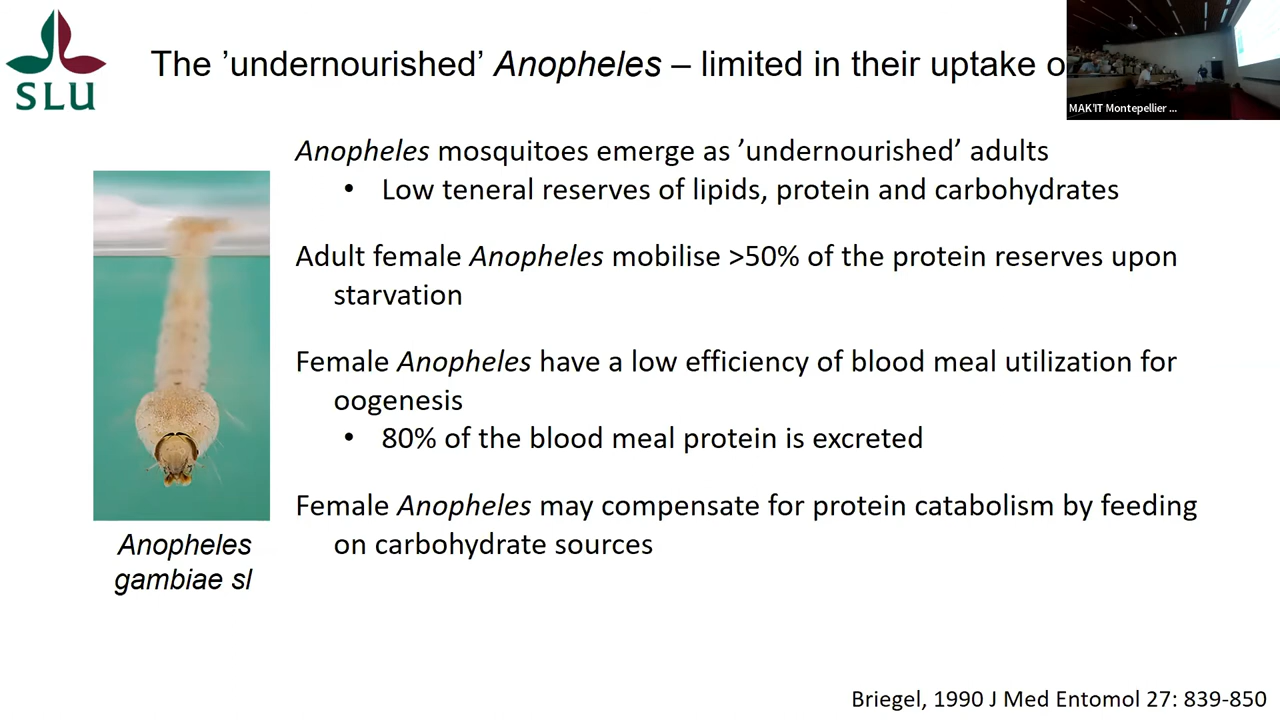 SLU
The ’undernourished’ Anopheles – limited in their uptake o
MAK'IT Montepellier ...
Anopheles mosquitoes emerge as ’undernourished’ adults
• Low teneral reserves of lipids, protein and carbohydrates
Adult female Anopheles mobilise >50% of the protein reserves upon
starvation
Female Anopheles have a low efficiency of blood meal utilization for
oogenesis
• 80% of the blood meal protein is excreted
Female Anopheles may compensate for protein catabolism by feeding
on carbohydrate sources
Anopheles
gambiae sl
Briegel, 1990 J Med Entomol 27: 839-850